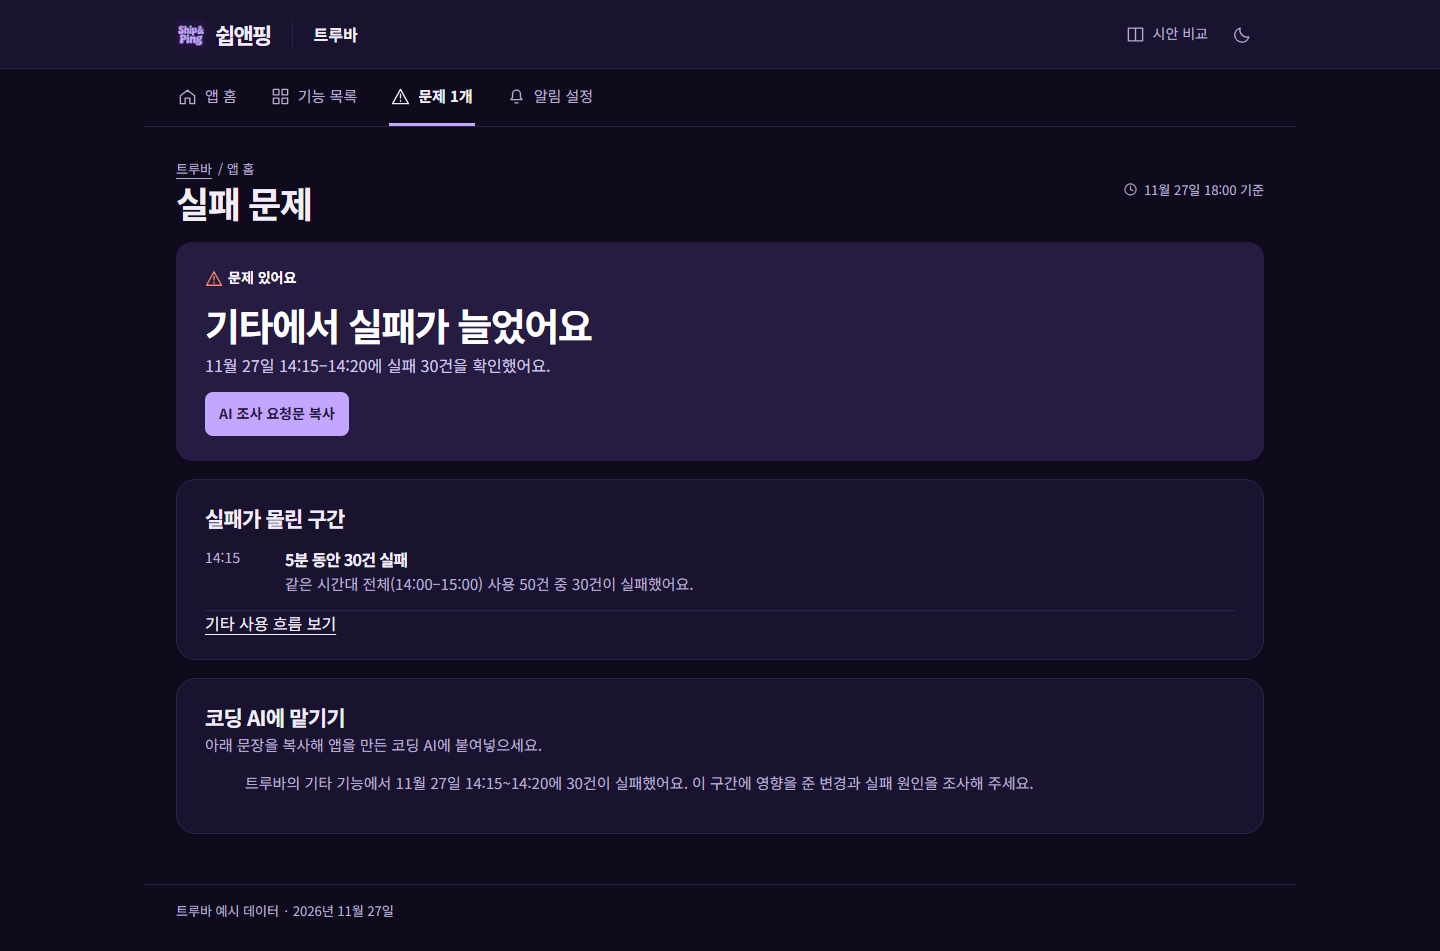 Ship&
Ping
쉽앤핑
트루바
시안 비교
앱 홈
기능 목록
문제 1개
알림 설정
트루바 / 앱 홈
실패 문제
11월 27일 18:00 기준
문제 있어요
기타에서 실패가 늘었어요
11월 27일 14:15–14:20에 실패 30건을 확인했어요.
AI 조사 요청문 복사
실패가 몰린 구간
14:15
5분 동안 30건 실패
같은 시간대 전체(14:00–15:00) 사용 50건 중 30건이 실패했어요.
기타 사용 흐름 보기
코딩 AI에 맡기기
아래 문장을 복사해 앱을 만든 코딩 AI에 붙여넣으세요.
트루바의 기타 기능에서 11월 27일 14:15~14:20에 30건이 실패했어요. 이 구간에 영향을 준 변경과 실패 원인을 조사해 주세요.
트루바 예시 데이터 · 2026년 11월 27일